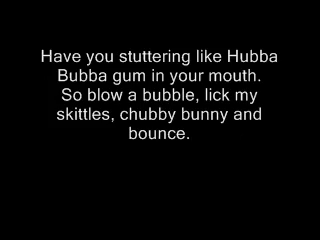 Have you stuttering like Hubba
Bubba gum in your mouth.
So blow a bubble, lick my
skittles, chubby bunny and
bounce.